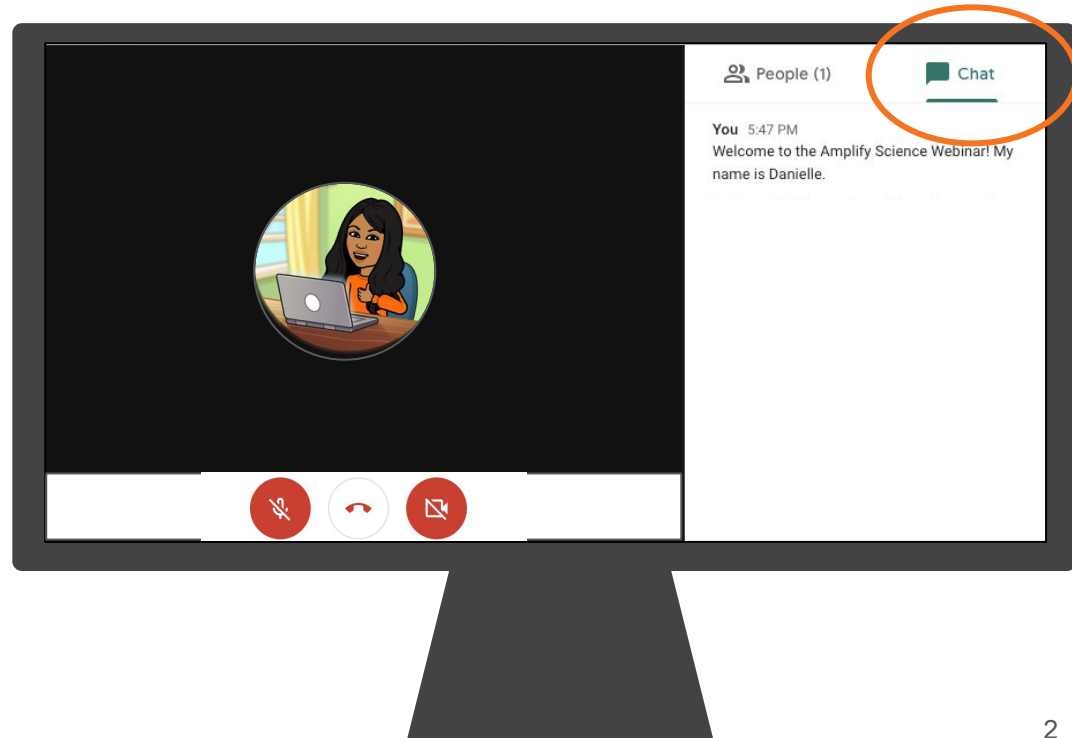 People (1)
Chat
You 5:47 PM
Welcome to the Amplify Science Webinar! My
name is Danielle.
2